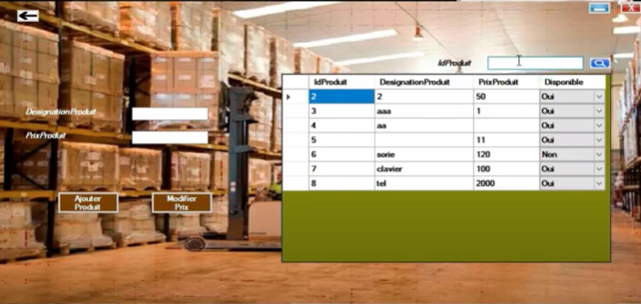 IdProduit
DesignationProduit
PrixProduit
Ajouter Produit
Modifier Prix
IdProduit DesignationProduit PrixProduit Disponible
2 2 50 Oui
3 aaa 1 Oui
4 aa Oui
5 11 Oui
6 sorie 120 Non
7 clavier 100 Oui
8 tel 2000 Oui